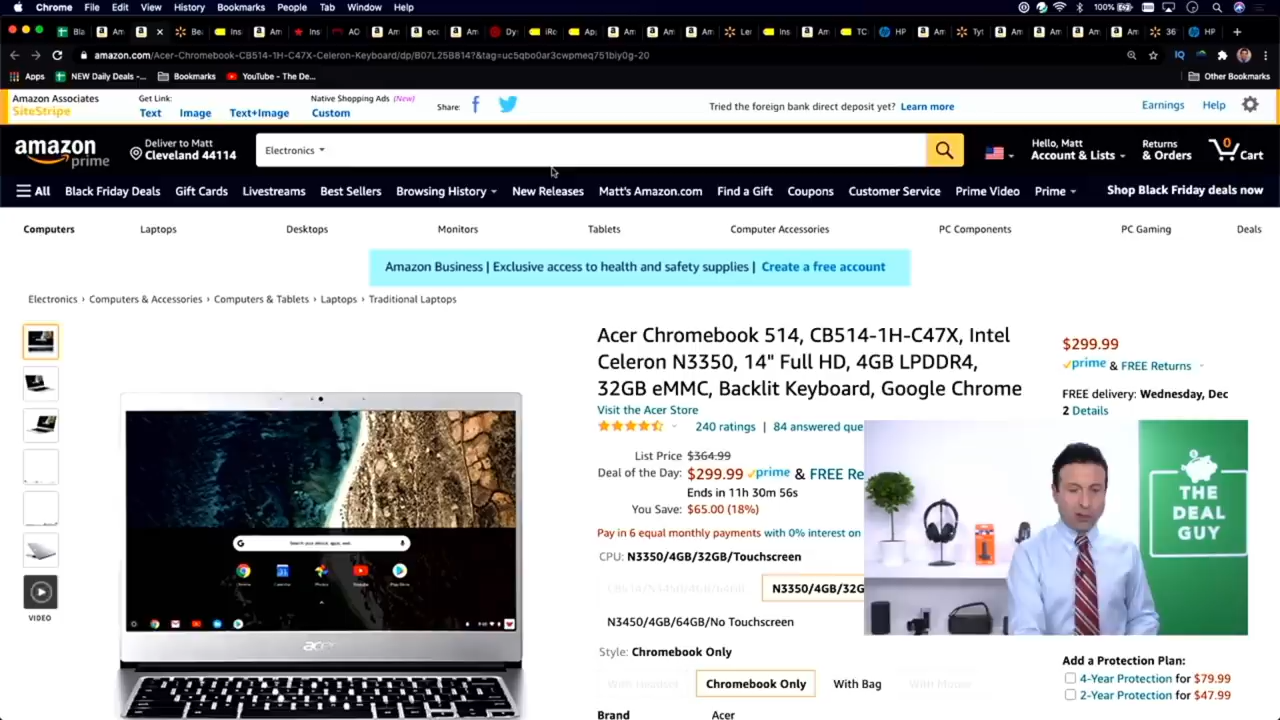 Chrome File Edit View History Bookmarks People Tab Window Help
100%
amazon.com/Acer-Chromebook-CB514-1H-C47X-Celeron-Keyboard/dp/B07L25B814?&tag=uc5qbo0ar3cwpmeq751biy0g-20
Apps NEW Daily Deals -... Bookmarks YouTube - The De... Other Bookmarks
Amazon Associates
SiteStripe
Get Link:
Text Image Text+Image
Native Shopping Ads (New)
Custom
Share:
Tried the foreign bank direct deposit yet? Learn more
Earnings Help
amazon prime
Deliver to Matt
Cleveland 44114
Electronics
Hello, Matt
Account & Lists
Returns
& Orders
0
Cart
All Black Friday Deals Gift Cards Livestreams Best Sellers Browsing History New Releases Matt's Amazon.com Find a Gift Coupons Customer Service Prime Video Prime Shop Black Friday deals now
Computers Laptops Desktops Monitors Tablets Computer Accessories PC Components PC Gaming Deals
Amazon Business | Exclusive access to health and safety supplies | Create a free account
Electronics › Computers & Accessories › Computers & Tablets › Laptops › Traditional Laptops
Acer Chromebook 514, CB514-1H-C47X, Intel
Celeron N3350, 14" Full HD, 4GB LPDDR4,
32GB eMMC, Backlit Keyboard, Google Chrome
Visit the Acer Store
240 ratings | 84 answered que
List Price $364.99
Deal of the Day: $299.99 prime & FREE Re
Ends in 11h 30m 56s
You Save: $65.00 (18%)
Pay in 6 equal monthly payments with 0% interest on
CPU: N3350/4GB/32GB/Touchscreen
N3350/4GB/32G
N3450/4GB/64GB/No Touchscreen
Style: Chromebook Only
With Headset Chromebook Only With Bag With Mouse
Brand Acer
$299.99
prime & FREE Returns
FREE delivery: Wednesday, Dec
2 Details
THE
DEAL
GUY
Add a Protection Plan:
4-Year Protection for $79.99
2-Year Protection for $47.99
VIDEO
acer